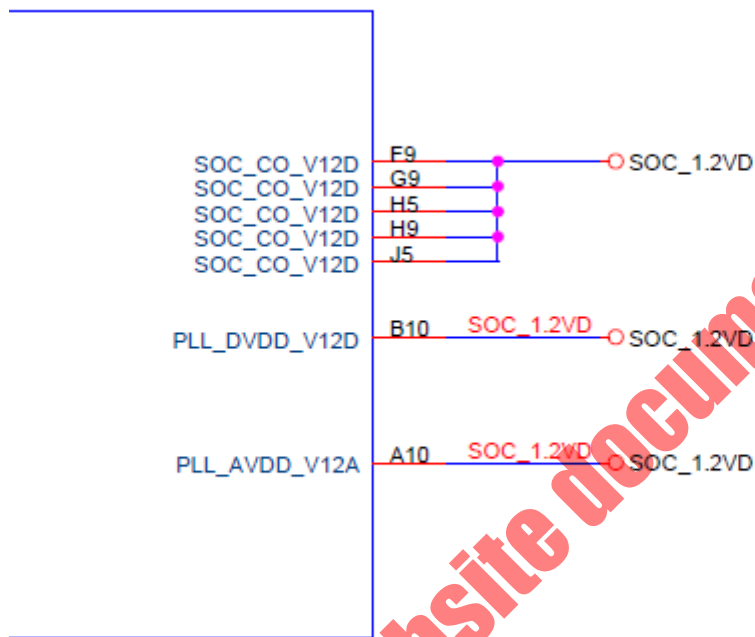 SOC_CO_V12D F9 SOC_1.2VD
SOC_CO_V12D G9
SOC_CO_V12D H5
SOC_CO_V12D H9
SOC_CO_V12D J5
PLL_DVDD_V12D B10 SOC_1.2VD SOC_1.2VD
PLL_AVDD_V12A A10 SOC_1.2VD SOC_1.2VD